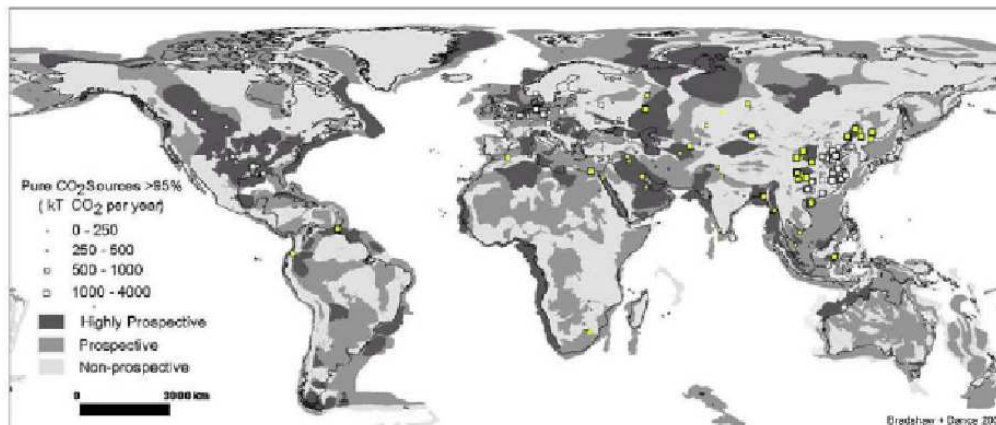 Pure CO2 Sources >95%
( kT CO2 per year)
0 - 250
250 - 500
500 - 1000
1000 - 4000
Highly Prospective
Prospective
Non-prospective
0 3000 km
Bradshaw + Dance